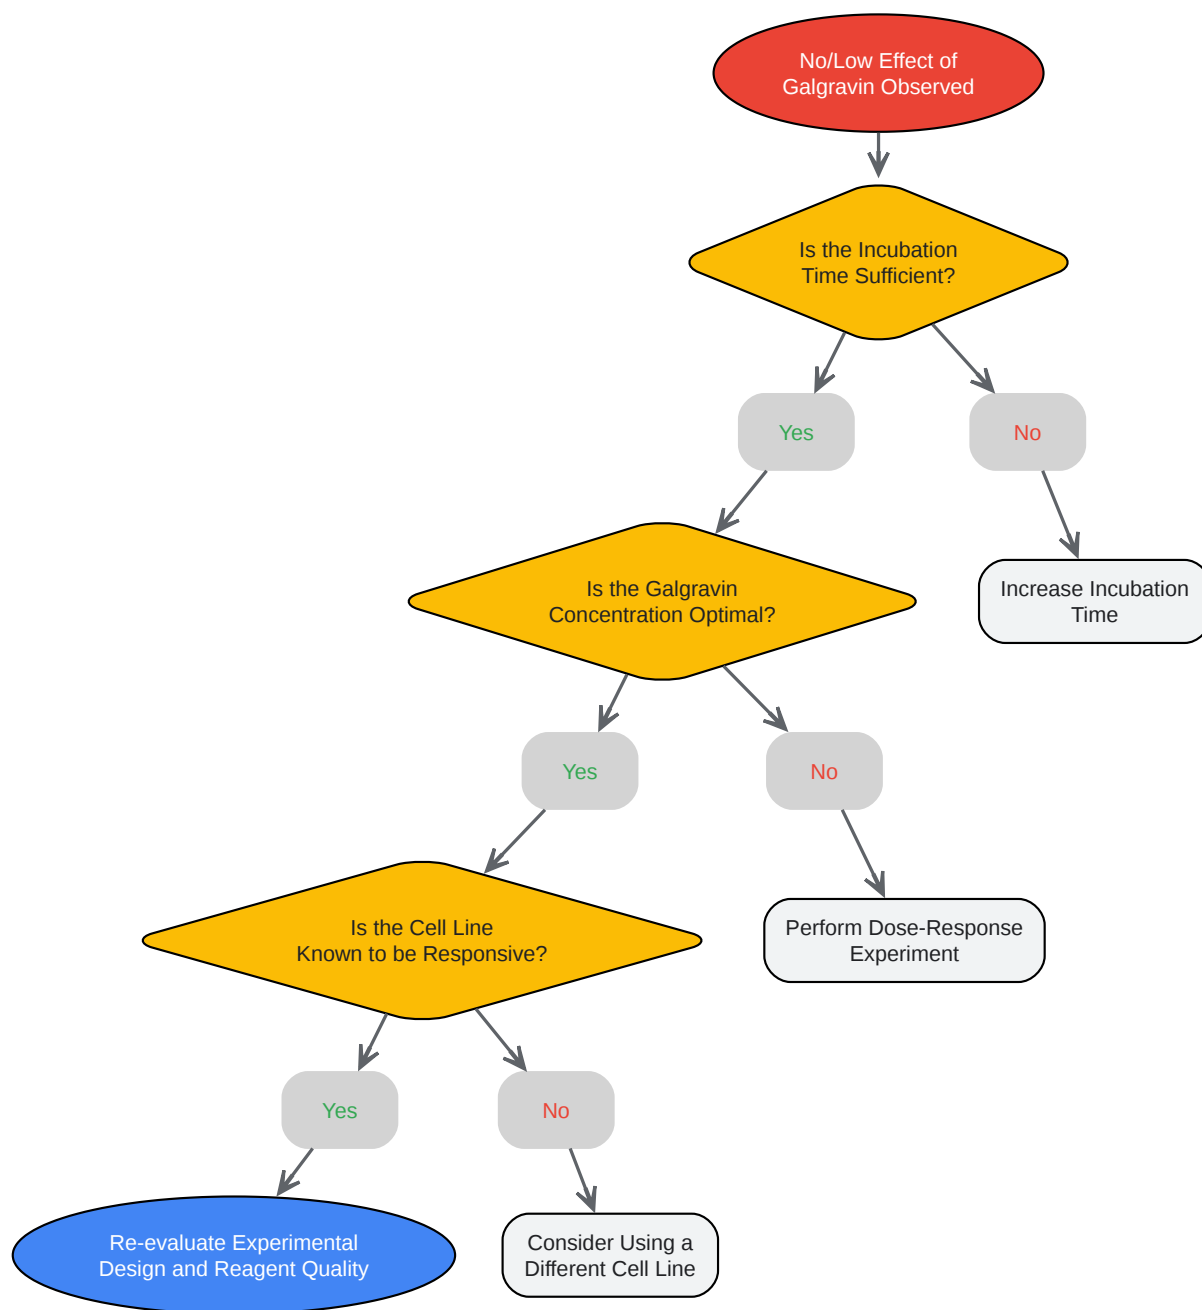 No/Low Effect of
Galgravin Observed
Is the Incubation
Time Sufficient?
Yes
No
Increase Incubation
Time
Is the Galgravin
Concentration Optimal?
Yes
No
Perform Dose-Response
Experiment
Is the Cell Line
Known to be Responsive?
Yes
No
Re-evaluate Experimental
Design and Reagent Quality
Consider Using a
Different Cell Line